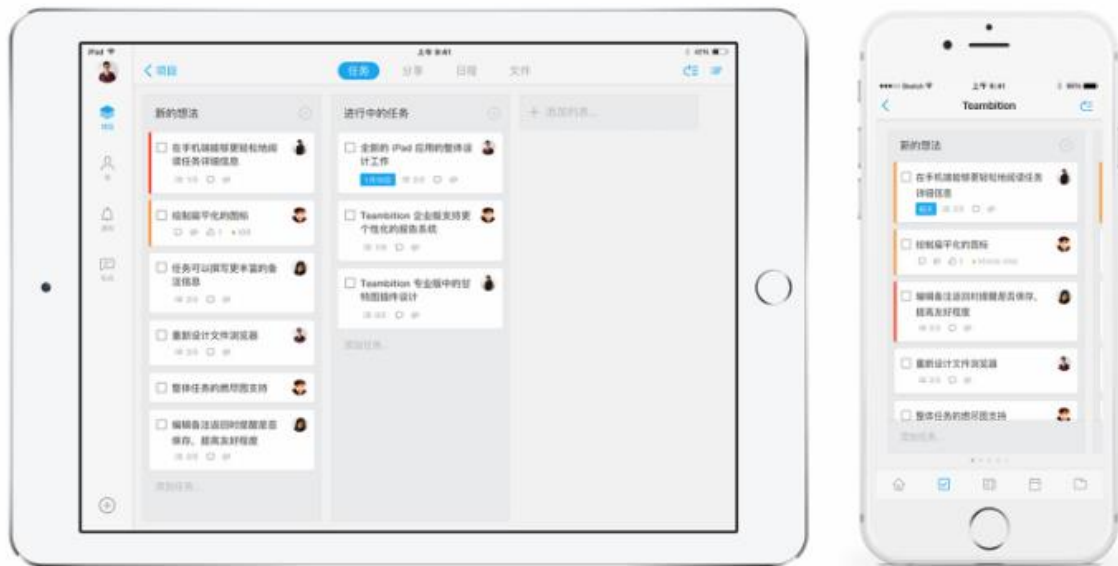 iPad
上午 9:41
项目
任务
分享
日程
文件
新的想法
在手机端能够更轻松地阅
读任务详细信息
绘制扁平化的图标
任务可以撰写更丰富的备
注信息
重新设计文件浏览器
整体任务的燃尽图支持
编辑备注返回时提醒是否
保存，提高友好程度
添加任务...
进行中的任务
全新的 iPad 应用的整体设
计工作
Teambition 企业版支持更
个性化的报告系统
Teambition 专业版中的甘
特图插件设计
添加任务...
+ 添加列表...
Sketch
上午 9:41
Teambition
新的想法
在手机端能够更轻松地阅读任务
详细信息
绘制扁平化的图标
编辑备注返回时提醒是否保存，
提高友好程度
重新设计文件浏览器
整体任务的燃尽图支持
添加任务...